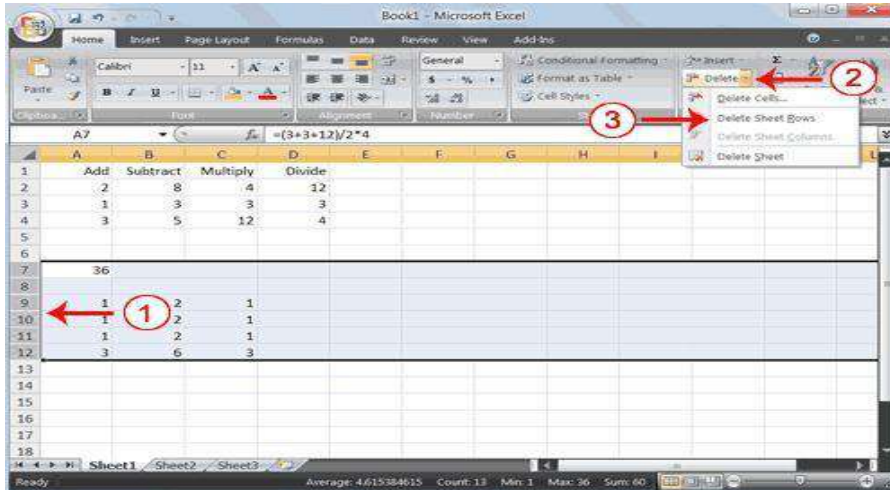 Book1 - Microsoft Excel
Home Insert Page Layout Formulas Data Review View Add-Ins
Paste
Calibri 11 A A
B I U A
General
$ %
Conditional Formatting
Format as Table
Cell Styles
Insert
Delete
Σ
2
Clipboa... Font Alignment Number
Delete Cells...
Delete Sheet Rows
Delete Sheet Columns
Delete Sheet
3
A7 fx =(3+3+12)/2*4
A B C D E F G H I
1 Add Subtract Multiply Divide
2 2 8 4 12
3 1 3 3 3
4 3 5 12 4
5
6
7 36
8
9 1 2 1
10 1 2 1
11 1 2 1
12 3 6 3
1
13
14
15
16
17
18
Sheet1 Sheet2 Sheet3
Ready Average: 4.615384615 Count: 13 Min: 1 Max: 36 Sum: 60